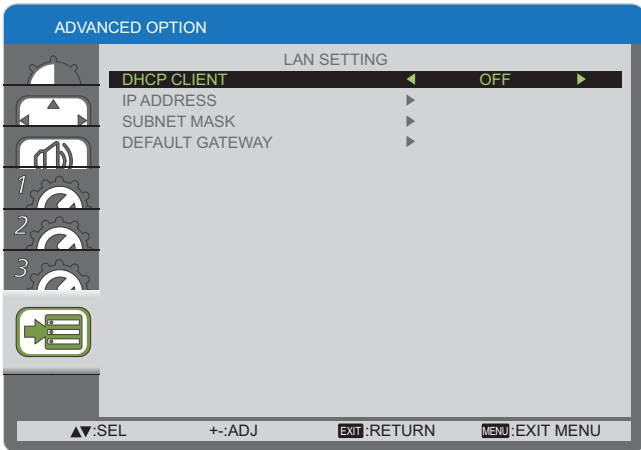 ADVANCED OPTION
LAN SETTING
DHCP CLIENT ◀ OFF ▶
IP ADDRESS ▶
SUBNET MASK ▶
DEFAULT GATEWAY ▶
1
2
3
▲▼:SEL +-:ADJ EXIT:RETURN MENU:EXIT MENU